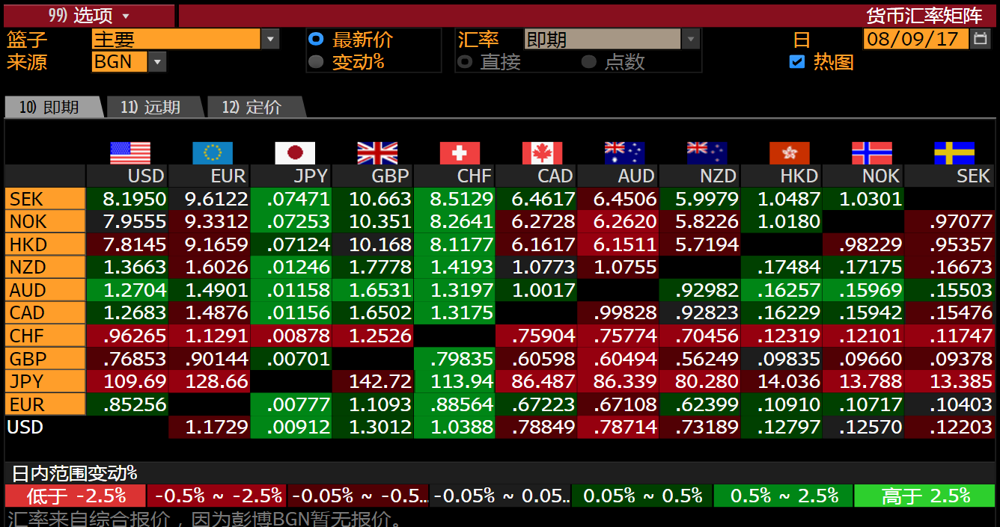 99) 选项 货币汇率矩阵
篮子 主要 最新价 汇率 即期 日 08/09/17
来源 BGN 变动% 直接 点数 热图
10) 即期 11) 远期 12) 定价
USD EUR JPY GBP CHF CAD AUD NZD HKD NOK SEK
SEK 8.1950 9.6122 .07471 10.663 8.5129 6.4617 6.4506 5.9979 1.0487 1.0301
NOK 7.9555 9.3312 .07253 10.351 8.2641 6.2728 6.2620 5.8226 1.0180 .97077
HKD 7.8145 9.1659 .07124 10.168 8.1177 6.1617 6.1511 5.7194 .98229 .95357
NZD 1.3663 1.6026 .01246 1.7778 1.4193 1.0773 1.0755 .17484 .17175 .16673
AUD 1.2704 1.4901 .01158 1.6531 1.3197 1.0017 .92982 .16257 .15969 .15503
CAD 1.2683 1.4876 .01156 1.6502 1.3175 .99828 .92823 .16229 .15942 .15476
CHF .96265 1.1291 .00878 1.2526 .75904 .75774 .70456 .12319 .12101 .11747
GBP .76853 .90144 .00701 .79835 .60598 .60494 .56249 .09835 .09660 .09378
JPY 109.69 128.66 142.72 113.94 86.487 86.339 80.280 14.036 13.788 13.385
EUR .85256 .00777 1.1093 .88564 .67223 .67108 .62399 .10910 .10717 .10403
USD 1.1729 .00912 1.3012 1.0388 .78849 .78714 .73189 .12797 .12570 .12203
日内范围变动%
低于 -2.5% -0.5% ~ -2.5% -0.05% ~ -0.5... -0.05% ~ 0.05... 0.05% ~ 0.5% 0.5% ~ 2.5% 高于 2.5%
汇率来自综合报价，因为彭博BGN暂无报价。